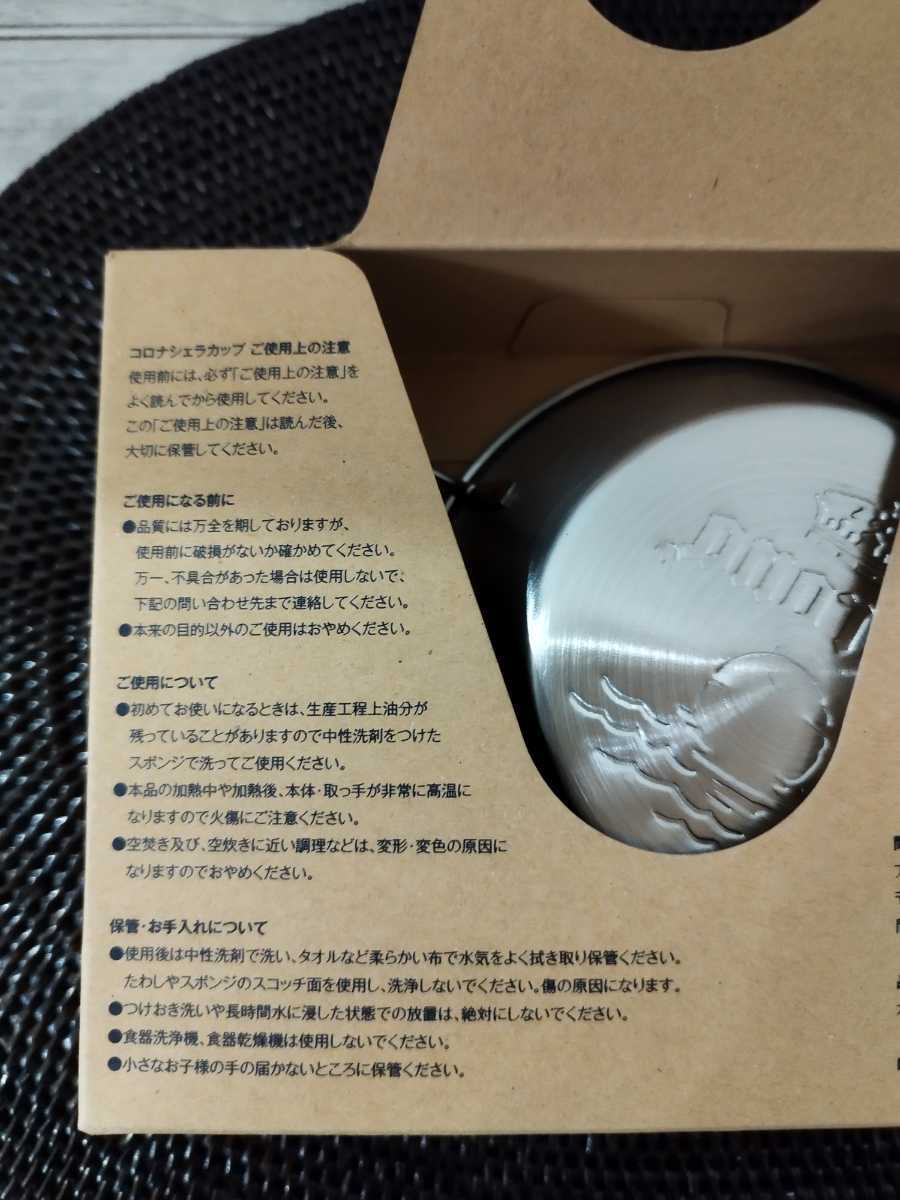 コロナシェラカップ ご使用上の注意
使用前には、必ず「ご使用上の注意」を
よく読んでから使用してください。
この「ご使用上の注意」は読んだ後、
大切に保管してください。
ご使用になる前に
●品質には万全を期しておりますが、
使用前に破損がないか確かめてください。
万一、不具合があった場合は使用しないで、
下記の問い合わせ先まで連絡してください。
●本来の目的以外のご使用はおやめください。
ご使用について
●初めてお使いになるときは、生産工程上油分が
残っていることがありますので中性洗剤をつけた
スポンジで洗ってご使用ください。
●本品の加熱中や加熱後、本体・取っ手が非常に高温に
なりますので火傷にご注意ください。
●空焚き及び、空炊きに近い調理などは、変形・変色の原因に
なりますのでおやめください。
保管・お手入れについて
●使用後は中性洗剤で洗い、タオルなど柔らかい布で水気をよく拭き取り保管ください。
たわしやスポンジのスコッチ面を使用し、洗浄しないでください。傷の原因になります。
●つけおき洗いや長時間水に浸した状態での放量は、絶対にしないでください。
●食器洗浄機、食器乾燥機は使用しないでください。
●小さなお子様の手の届かないところに保管ください。